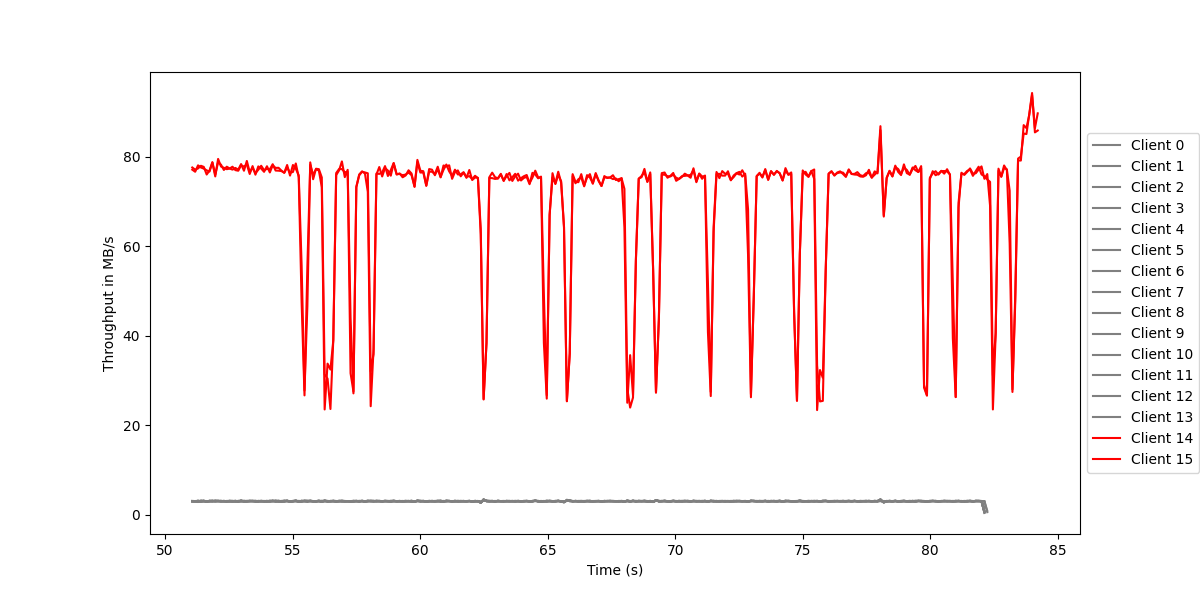 Throughput in MB/s
80
60
40
20
0
50 55 60 65 70 75 80 85
Time (s)
Client 0
Client 1
Client 2
Client 3
Client 4
Client 5
Client 6
Client 7
Client 8
Client 9
Client 10
Client 11
Client 12
Client 13
Client 14
Client 15